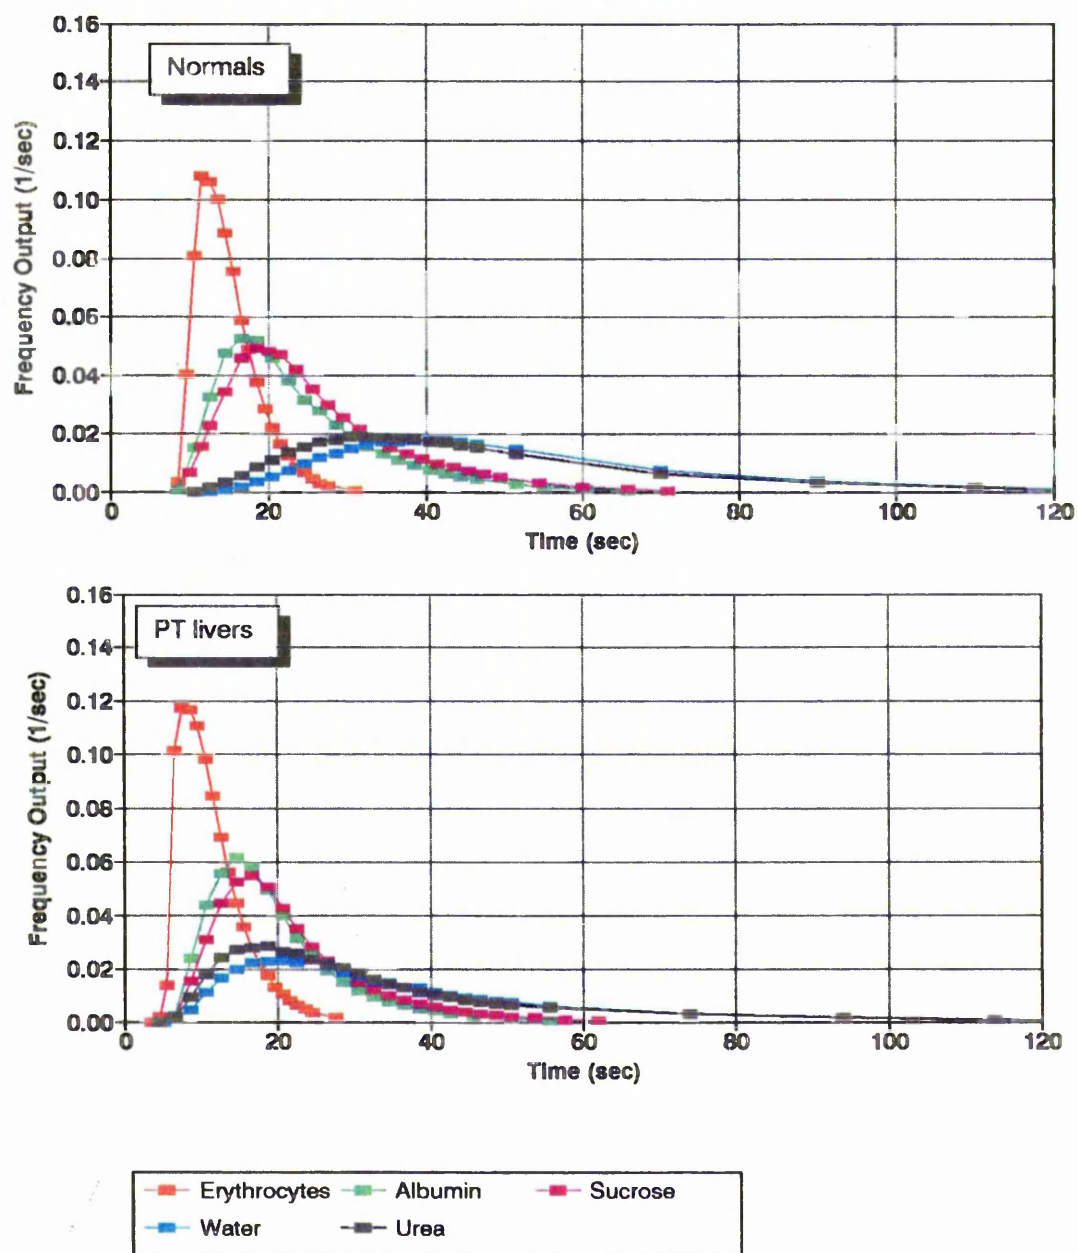 Normals
Frequency Output (1/sec)
0.16
0.14
0.12
0.10
0.08
0.06
0.04
0.02
0.00
0 20 40 60 80 100 120
Time (sec)
PT livers
Frequency Output (1/sec)
0.16
0.14
0.12
0.10
0.08
0.06
0.04
0.02
0.00
0 20 40 60 80 100 120
Time (sec)
Erythrocytes Albumin Sucrose
Water Urea